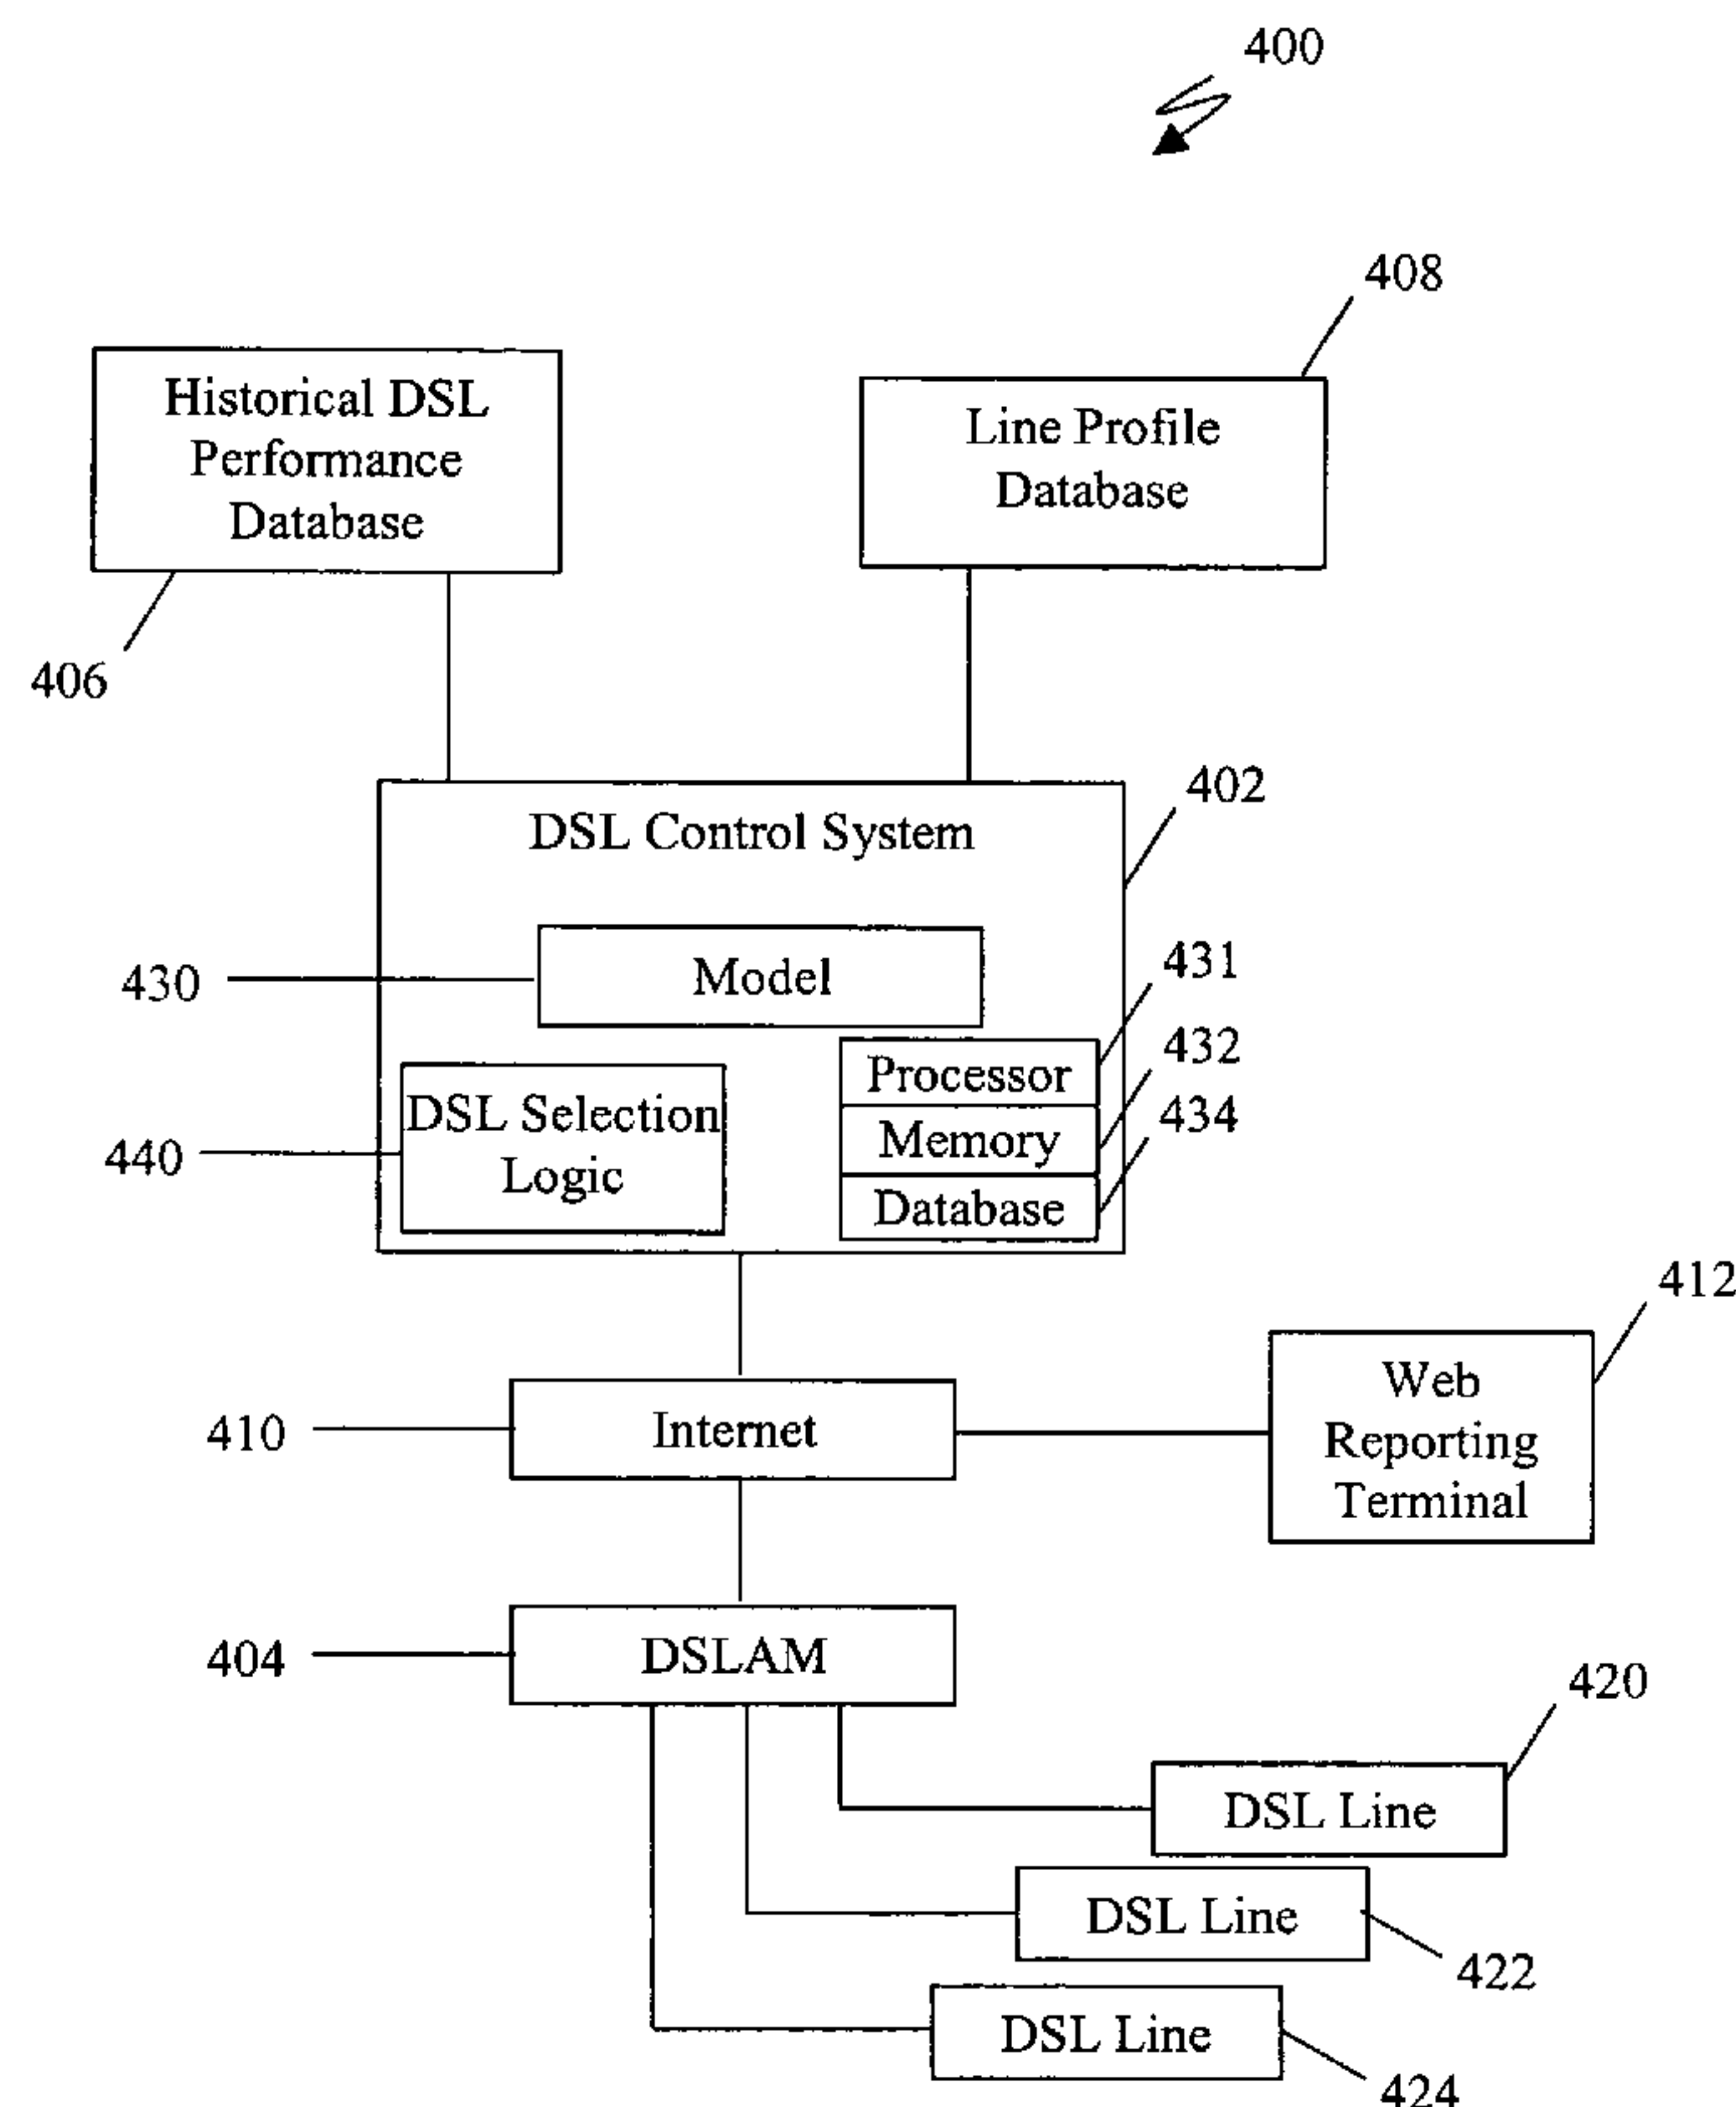 400
408
Historical DSL
Performance
Database
Line Profile
Database
406
402
DSL Control System
431
430
Model
432
Processor
434
DSL Selection
Logic
Memory
440
Database
412
Web
Reporting
Terminal
410
Internet
404
DSLAM
420
DSL Line
DSL Line
422
DSL Line
424